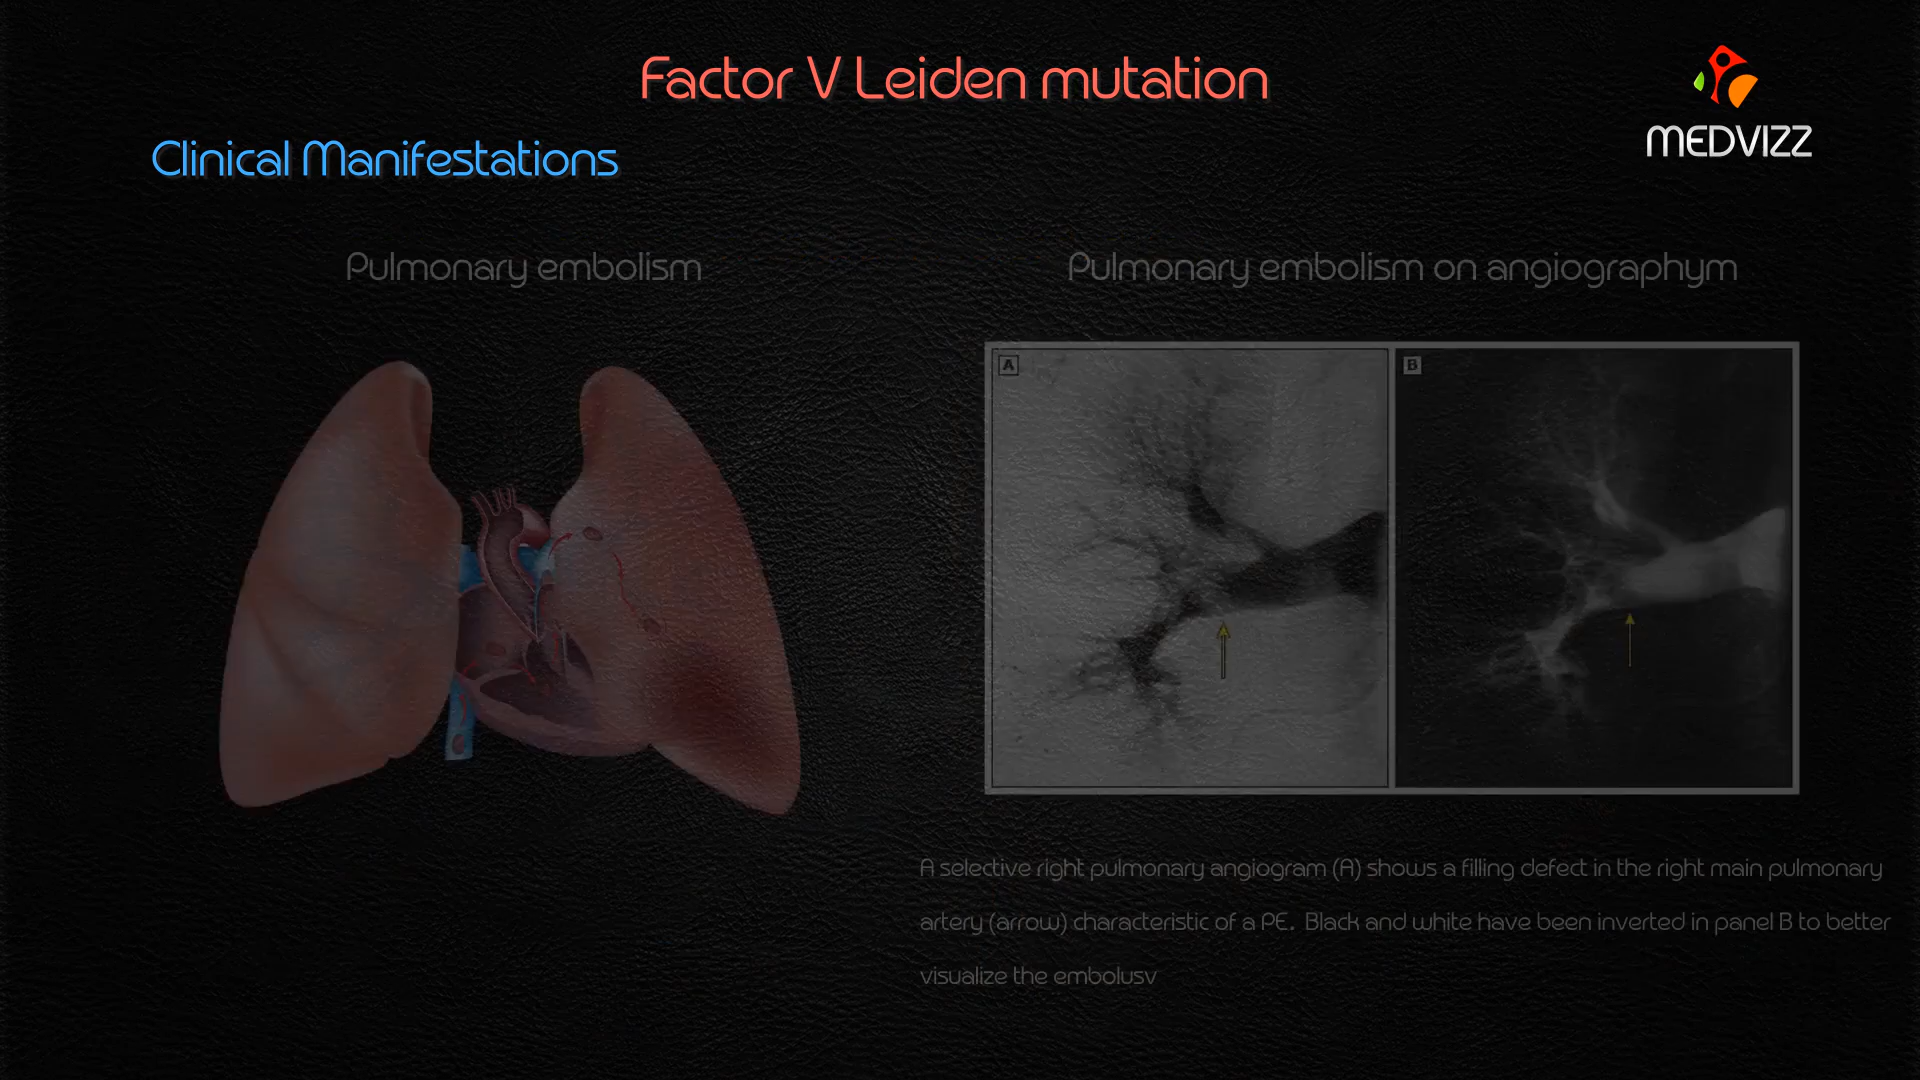 Factor V Leiden mutation
MEDVIZZ
Clinical Manifestations
Pulmonary embolism
Pulmonary embolism on angiographym
A
B
A selective right pulmonary angiogram (A) shows a filling defect in the right main pulmonary
artery (arrow) characteristic of a PE. Black and white have been inverted in panel B to better
visualize the embolusv